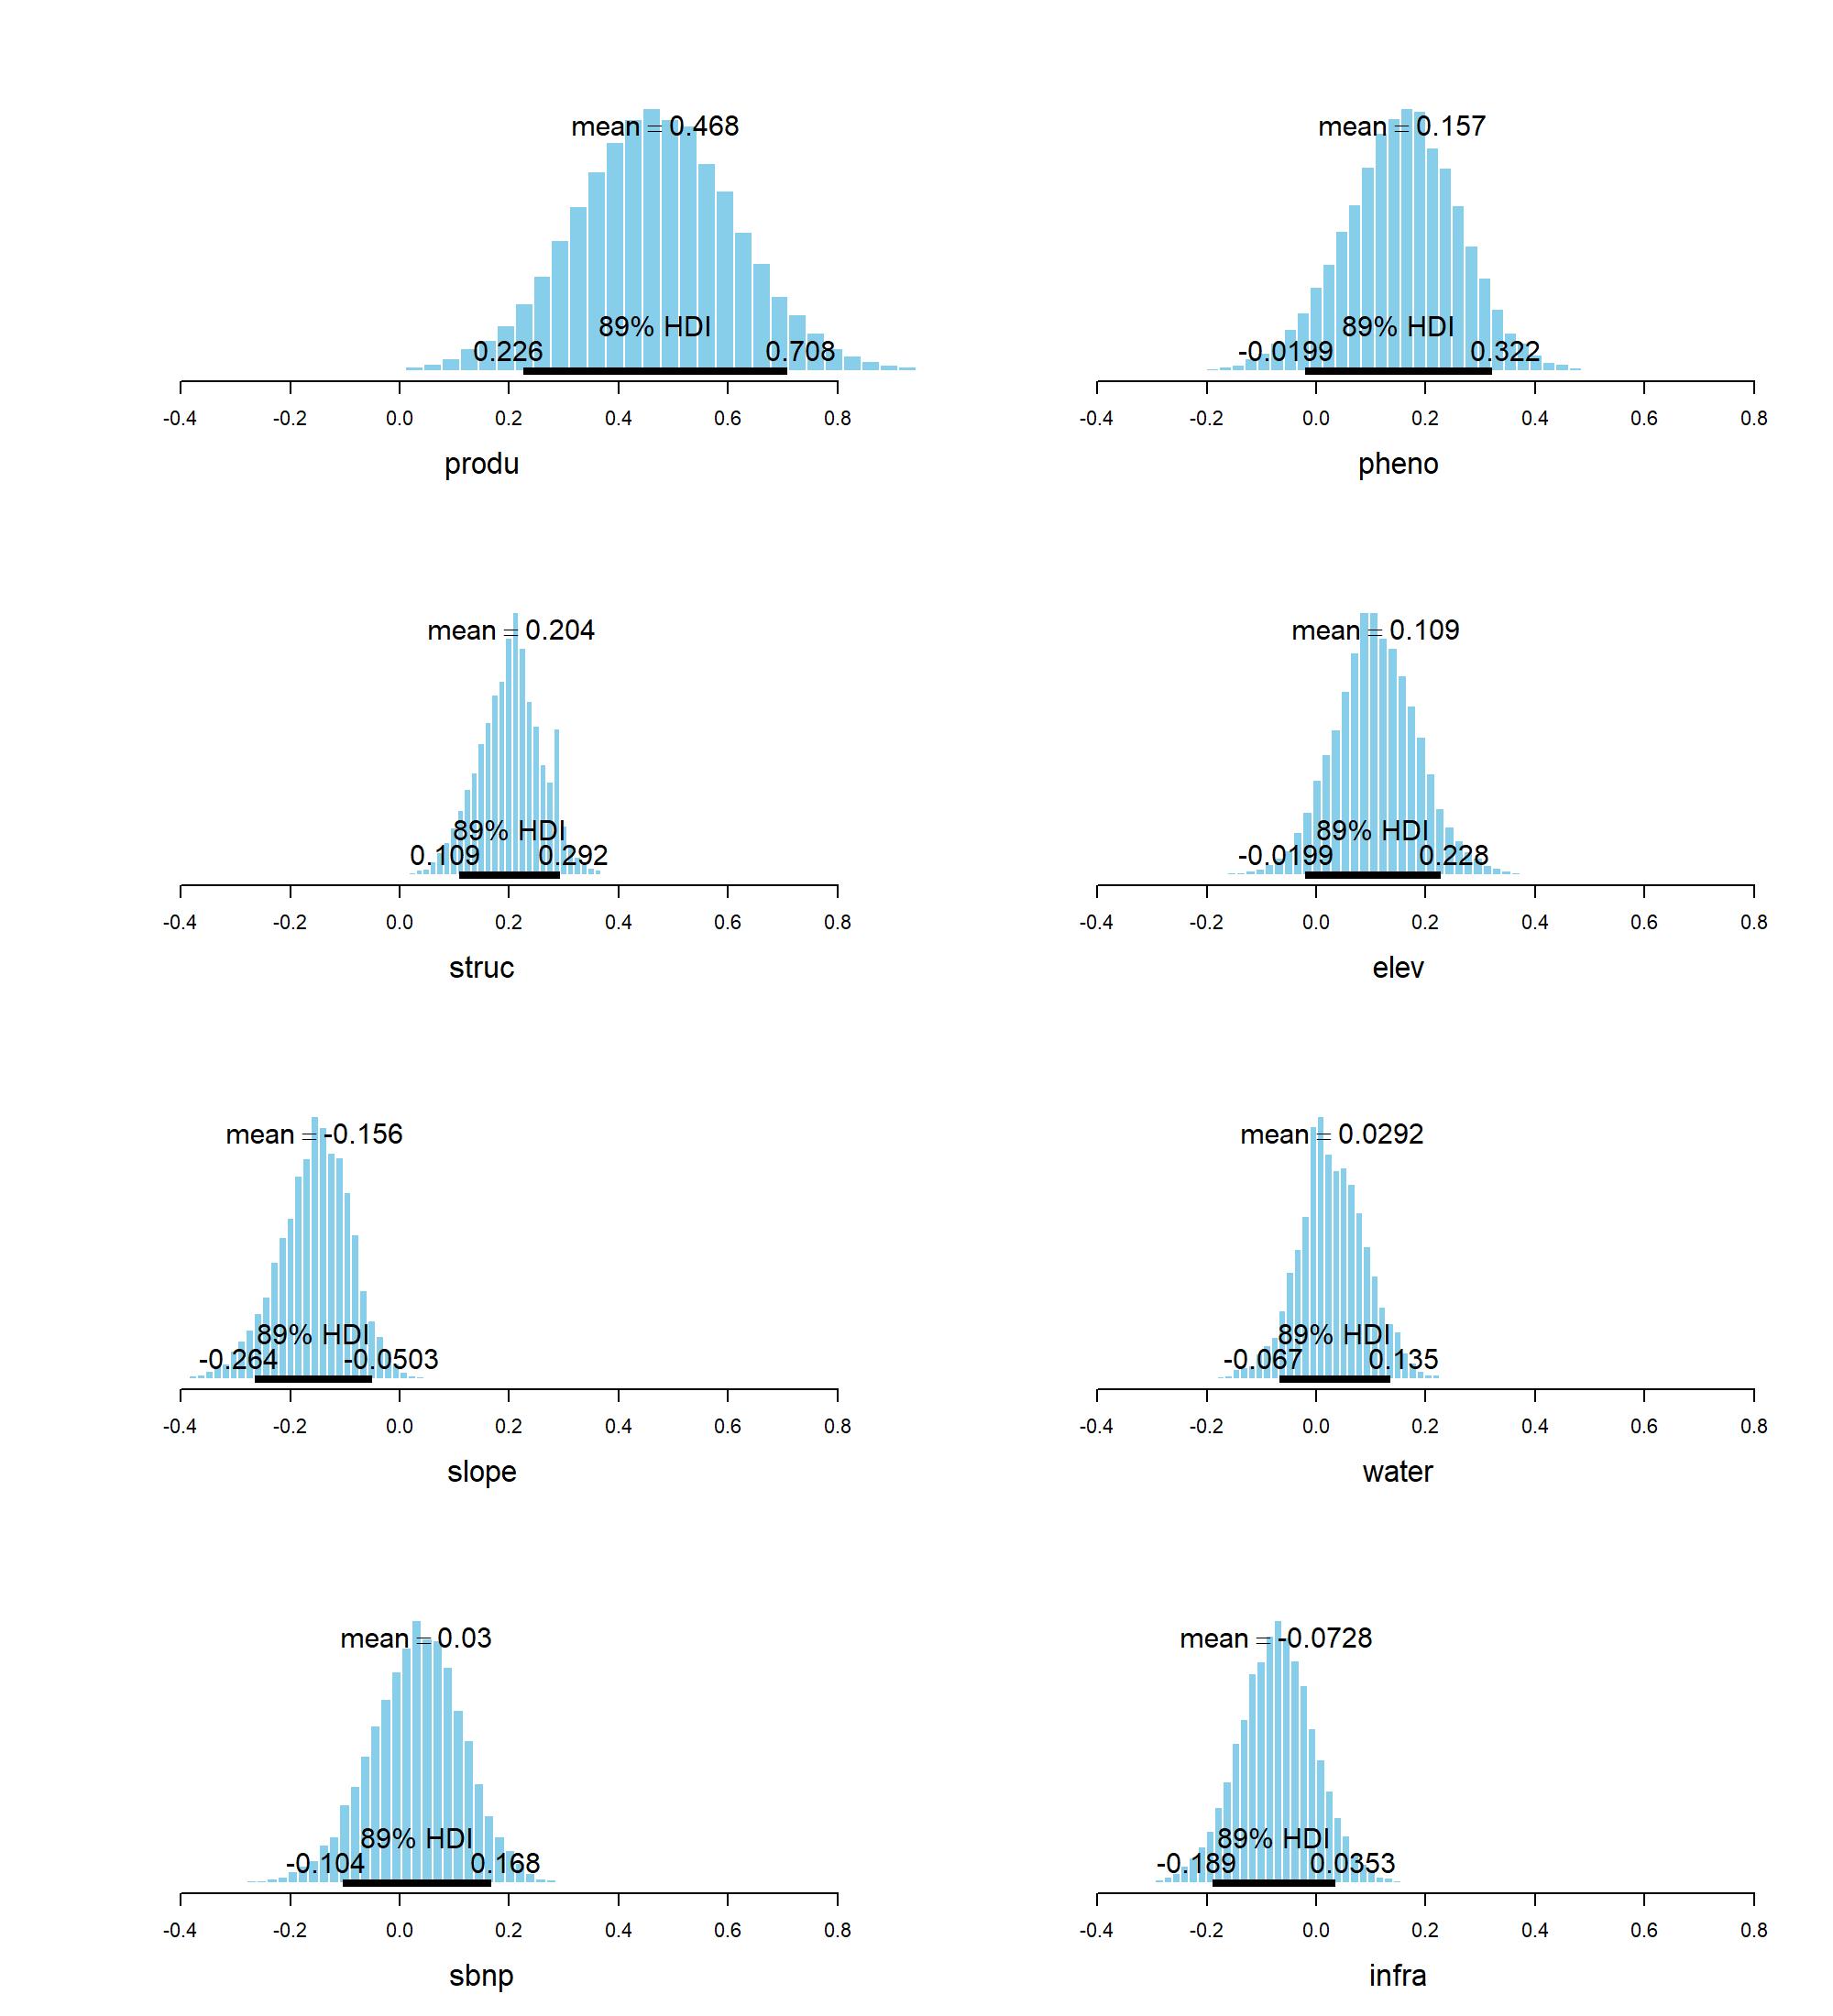 mean = 0.468
89% HDI
0.226 0.708
-0.4 -0.2 0.0 0.2 0.4 0.6 0.8
produ
mean = 0.157
89% HDI
-0.0199 0.322
-0.4 -0.2 0.0 0.2 0.4 0.6 0.8
pheno
mean = 0.204
89% HDI
0.109 0.292
-0.4 -0.2 0.0 0.2 0.4 0.6 0.8
struc
mean = 0.109
89% HDI
-0.0199 0.228
-0.4 -0.2 0.0 0.2 0.4 0.6 0.8
elev
mean = -0.156
89% HDI
-0.264 -0.0503
-0.4 -0.2 0.0 0.2 0.4 0.6 0.8
slope
mean = 0.0292
89% HDI
-0.067 0.135
-0.4 -0.2 0.0 0.2 0.4 0.6 0.8
water
mean = 0.03
89% HDI
-0.104 0.168
-0.4 -0.2 0.0 0.2 0.4 0.6 0.8
sbnp
mean = -0.0728
89% HDI
-0.189 0.0353
-0.4 -0.2 0.0 0.2 0.4 0.6 0.8
infra